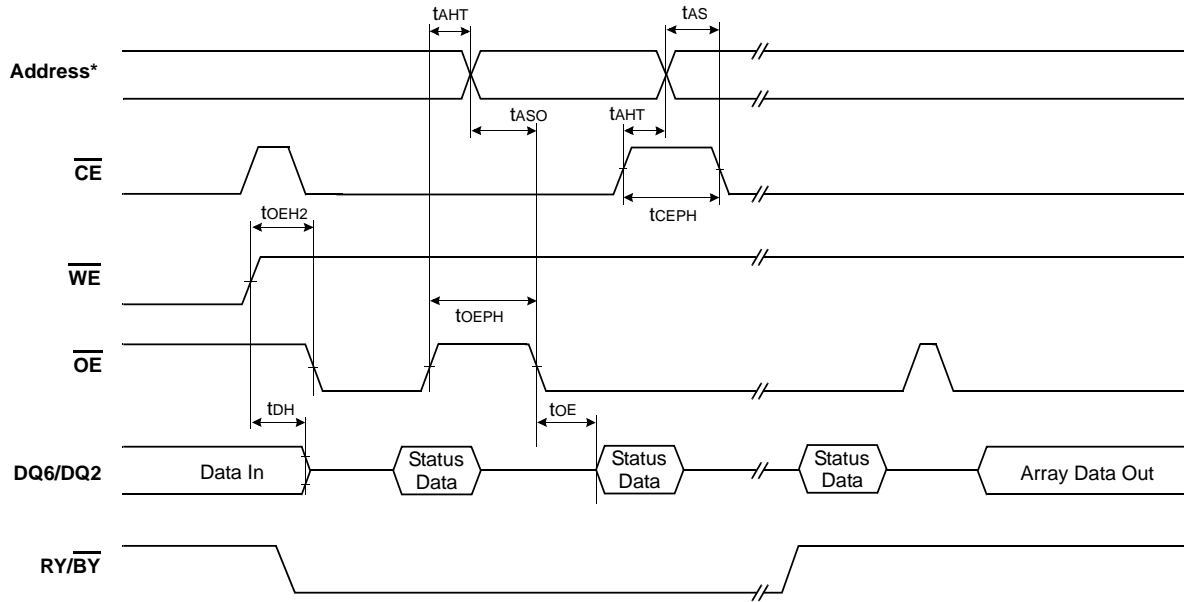 tAHT
tAS
Address*
tASO
tAHT
CE
tCEPH
tOEH2
WE
tOEPH
OE
tDH
tOE
DQ6/DQ2
Data In
Status
Data
Status
Data
Status
Data
Array Data Out
RY/BY